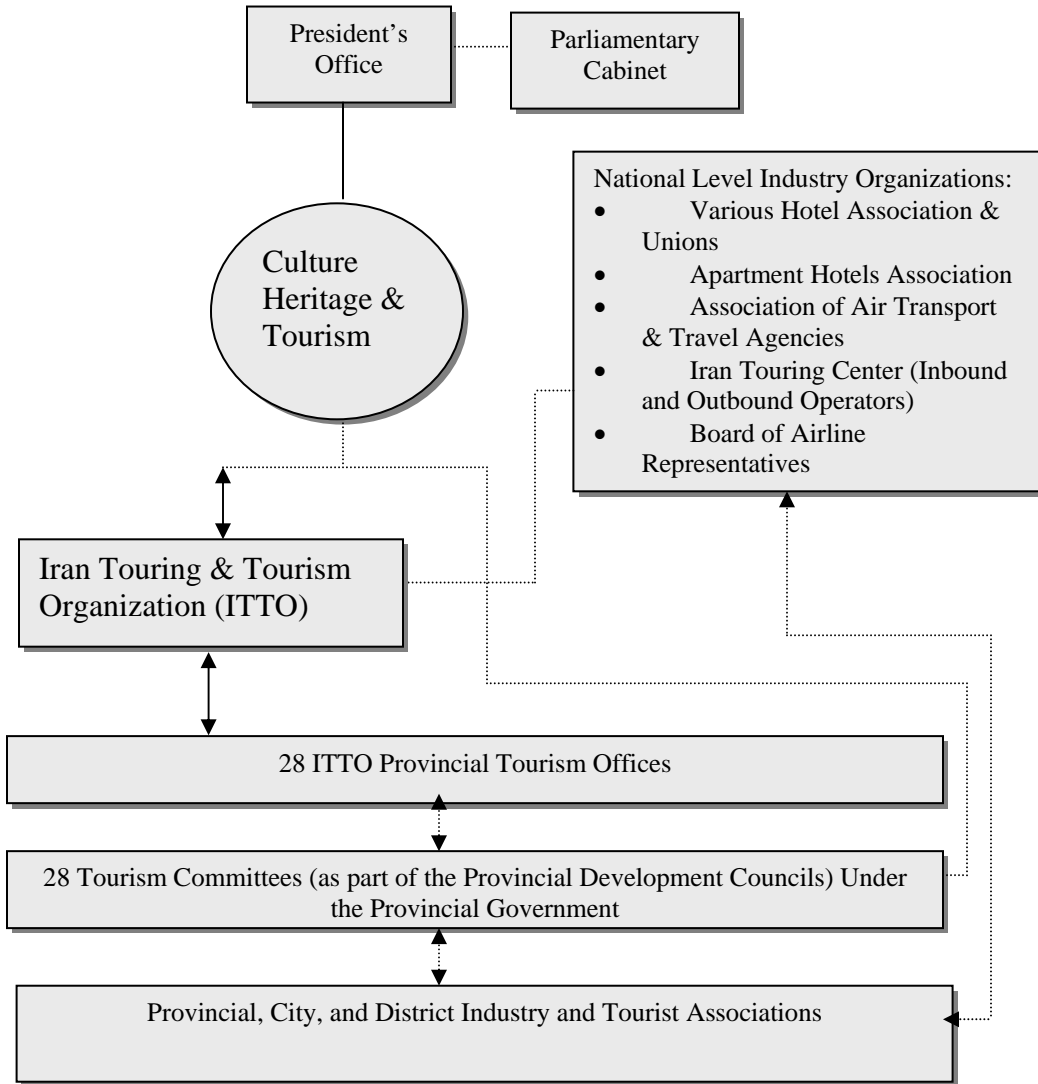 President’s
Office
Parliamentary
Cabinet
National Level Industry Organizations:
• Various Hotel Association &
Unions
• Apartment Hotels Association
• Association of Air Transport
& Travel Agencies
• Iran Touring Center (Inbound
and Outbound Operators)
• Board of Airline
Representatives
Culture
Heritage &
Tourism
Iran Touring & Tourism
Organization (ITTO)
28 ITTO Provincial Tourism Offices
28 Tourism Committees (as part of the Provincial Development Councils) Under
the Provincial Government
Provincial, City, and District Industry and Tourist Associations